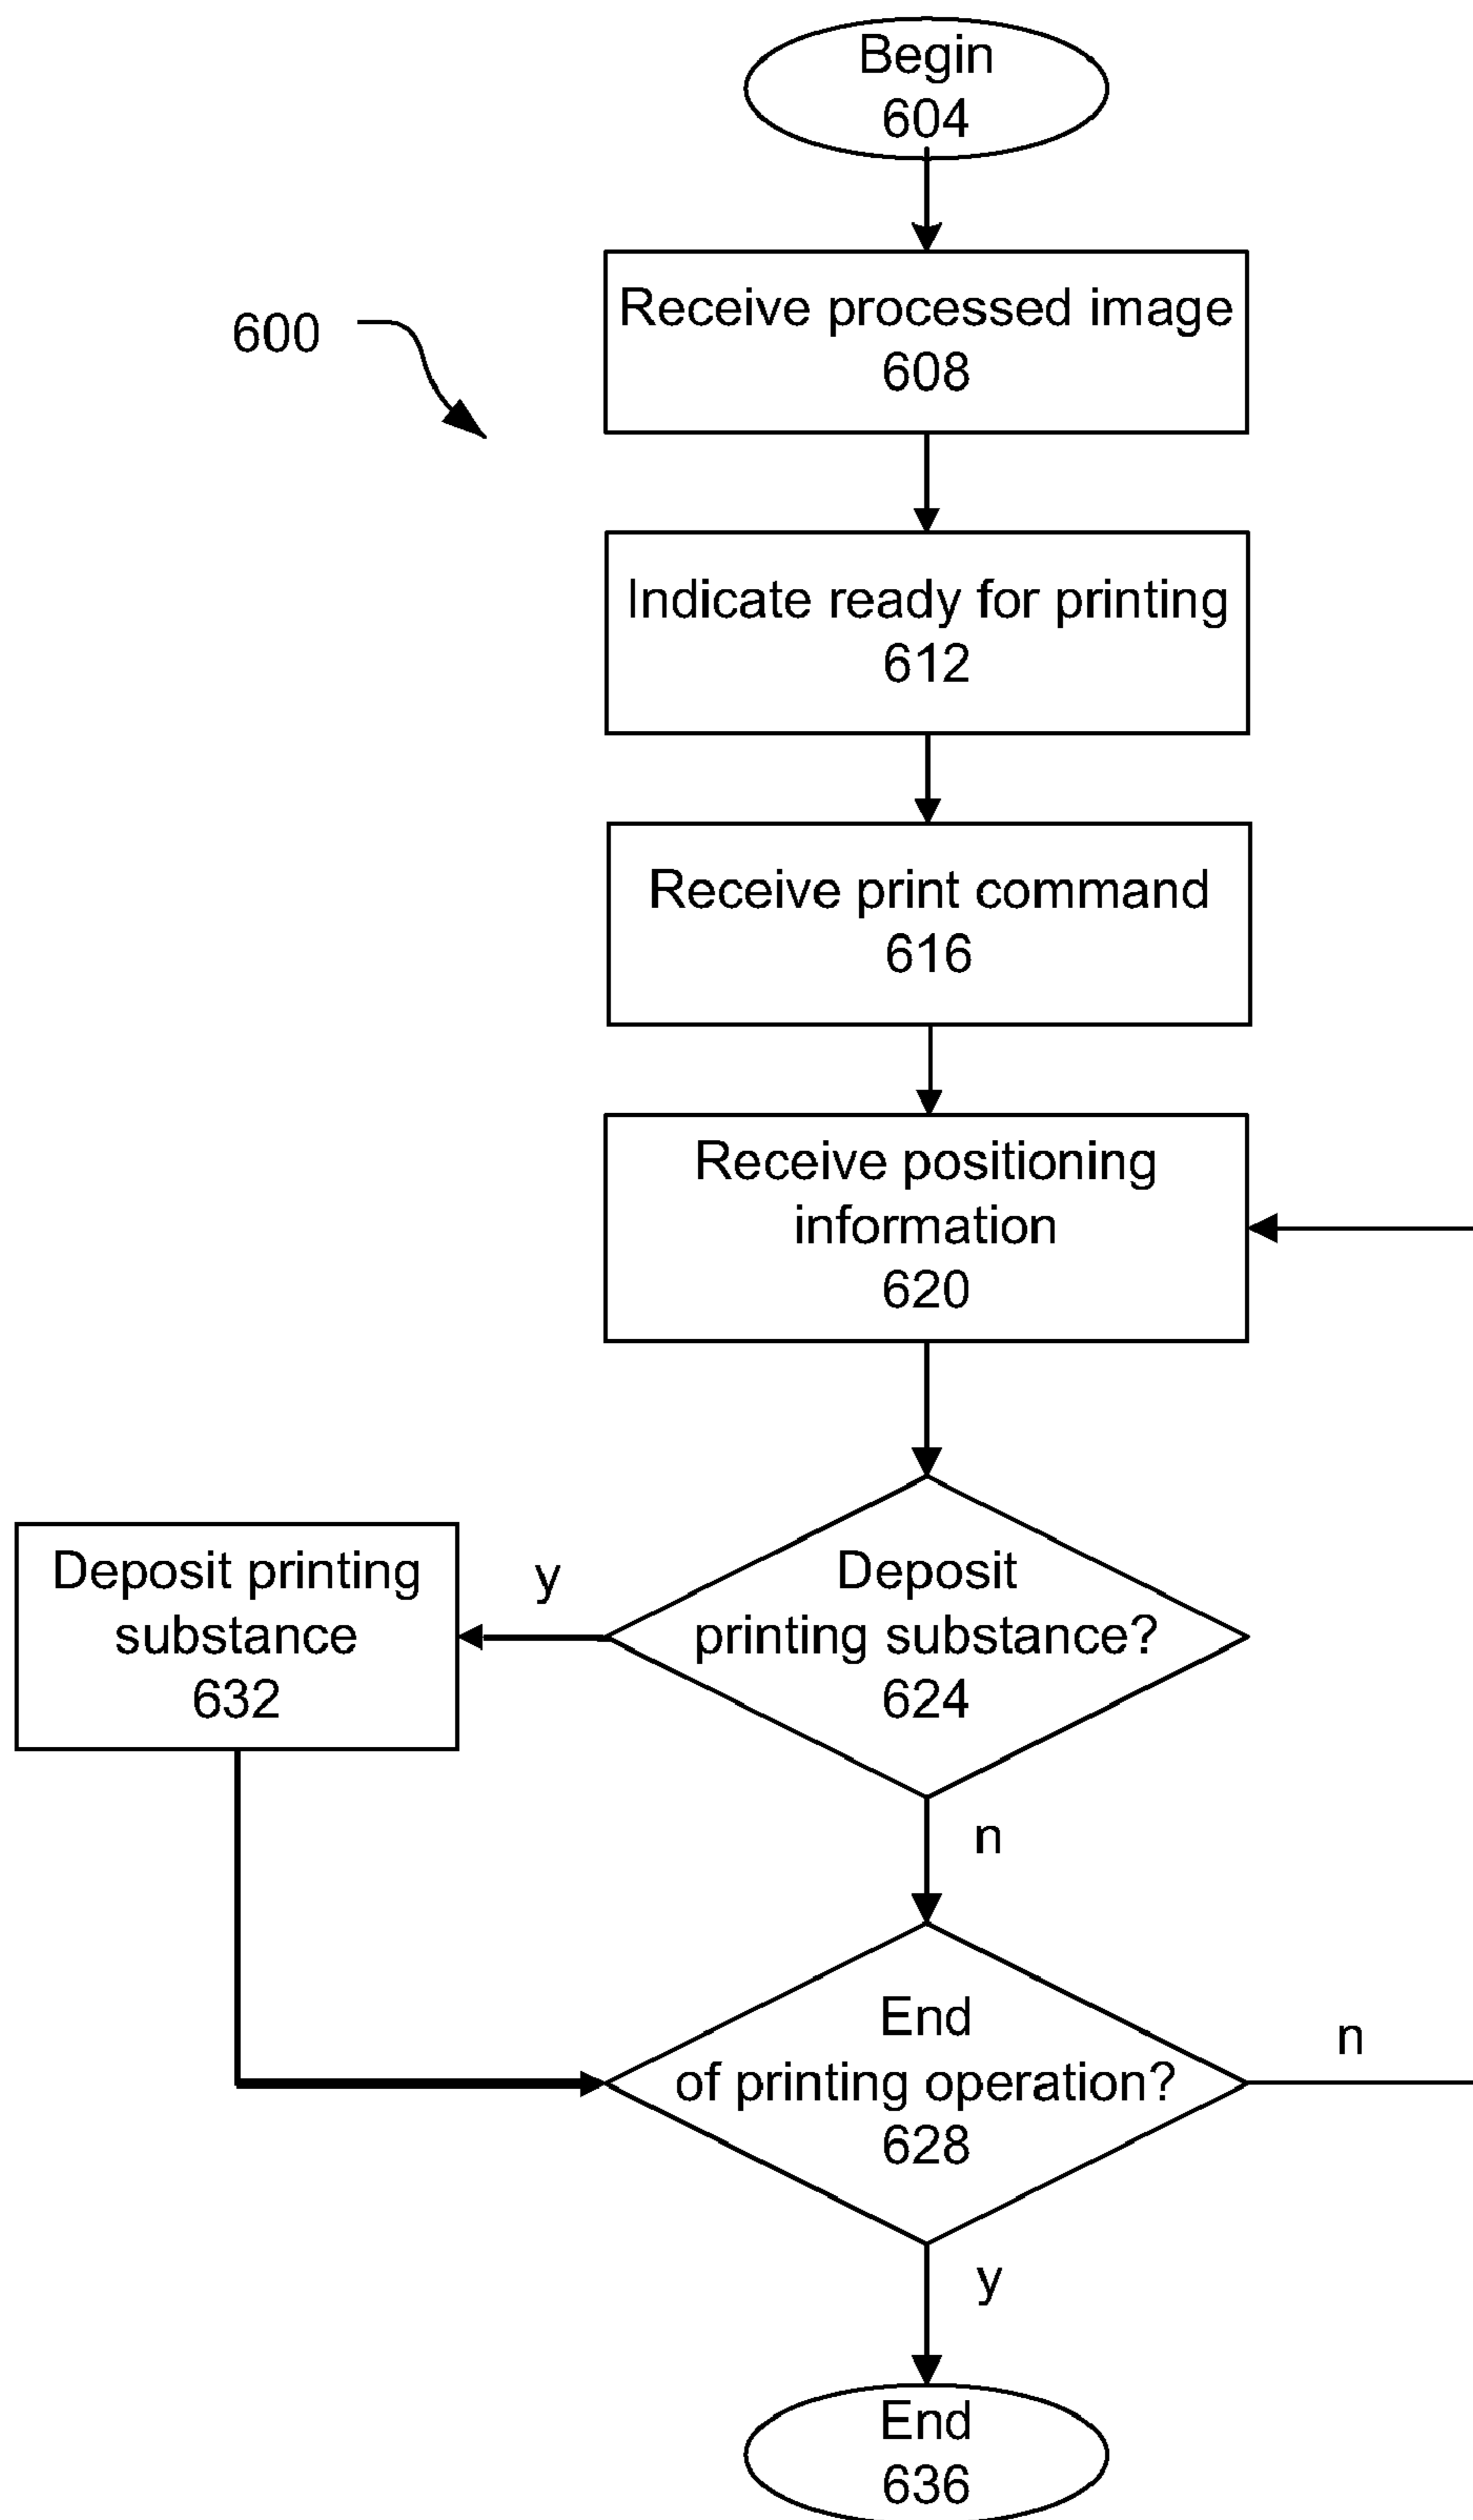 Begin
604
600
Receive processed image
608
Indicate ready for printing
612
Receive print command
616
Receive positioning
information
620
Deposit printing
substance
632
y
Deposit
printing substance?
624
n
End
of printing operation?
628
n
y
End
636